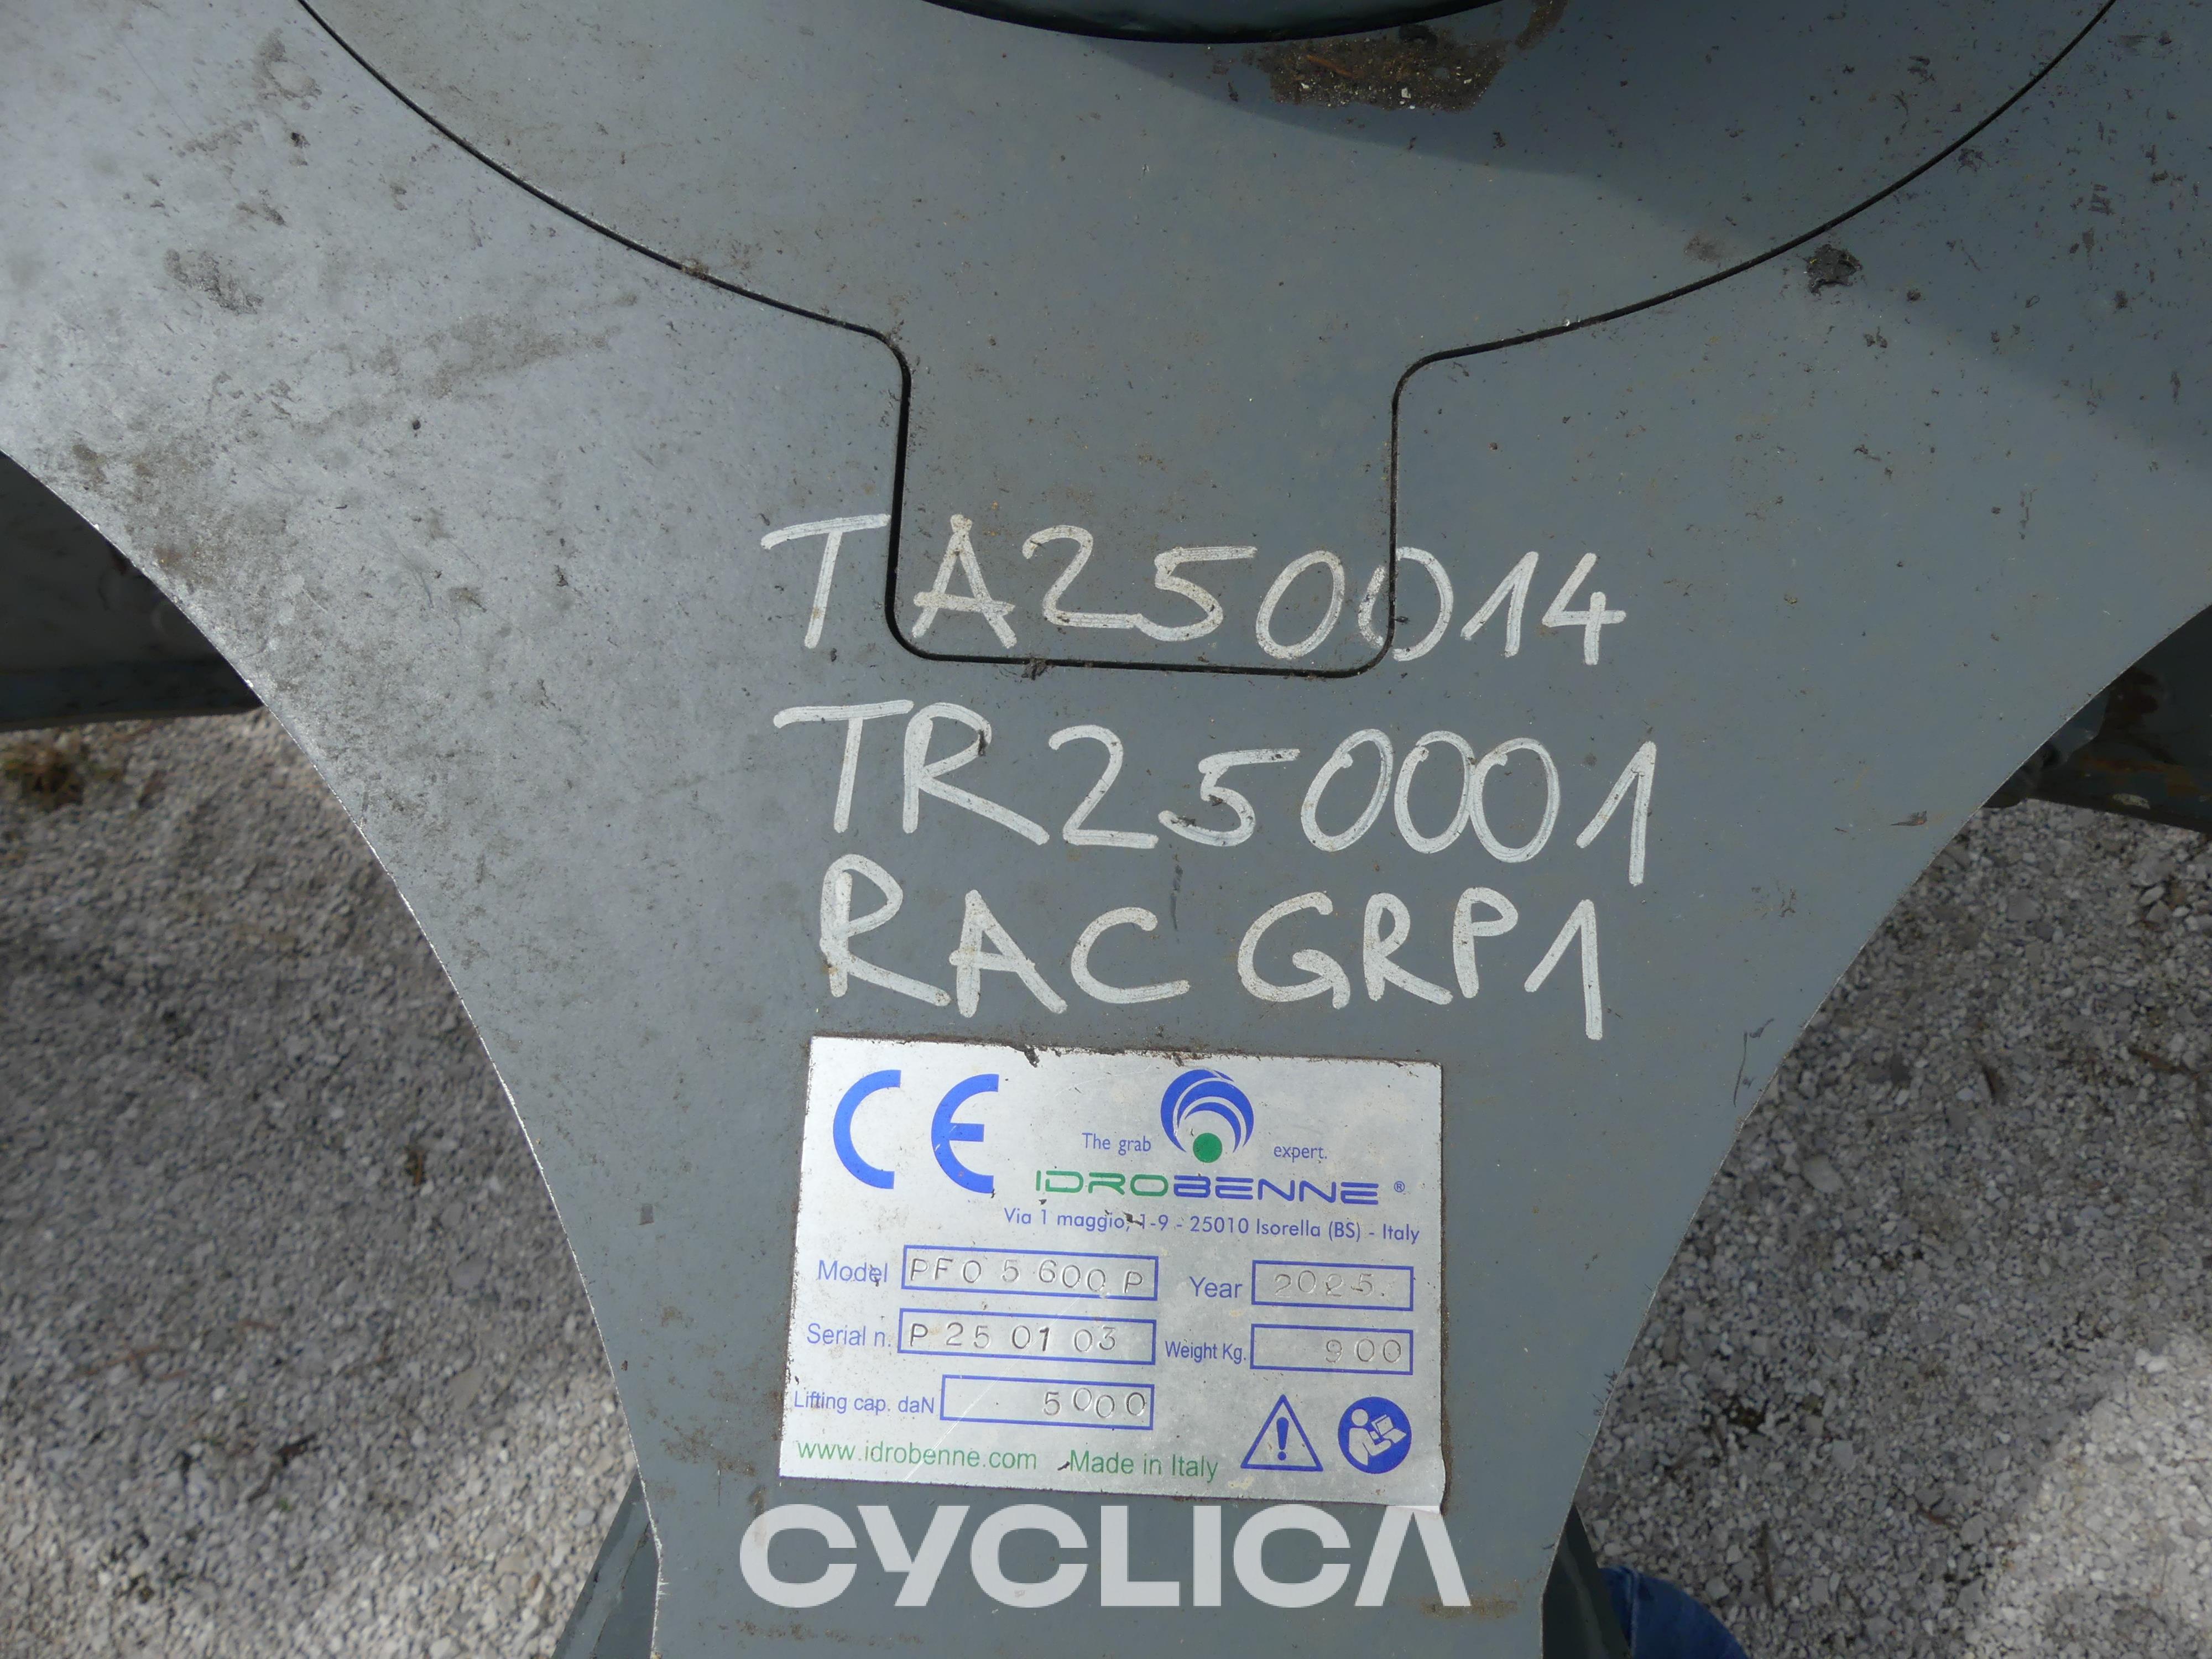 TA250014
TR250001
RAC GRP1
CE
The grab expert.
IDROBENNE ®
Via 1 maggio, 1-9 - 25010 Isorella (BS) - Italy
Model PFO 5 600 P Year 2025.
Serial n. P 25 01 03 Weight Kg. 900
Lifting cap. daN 5000
www.idrobenne.com Made in Italy
CYCLICA